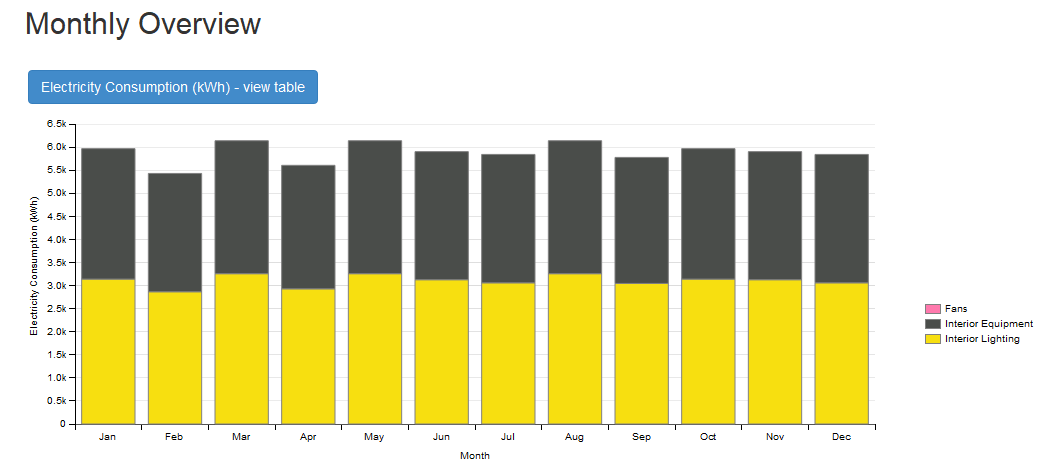 Monthly Overview
Electricity Consumption (kWh) - view table
6.5k
6.0k
5.5k
5.0k
4.5k
4.0k
3.5k
3.0k
2.5k
2.0k
1.5k
1.0k
0.5k
0
Electricity Consumption (kWh)
Jan Feb Mar Apr May Jun Jul Aug Sep Oct Nov Dec
Month
Fans
Interior Equipment
Interior Lighting